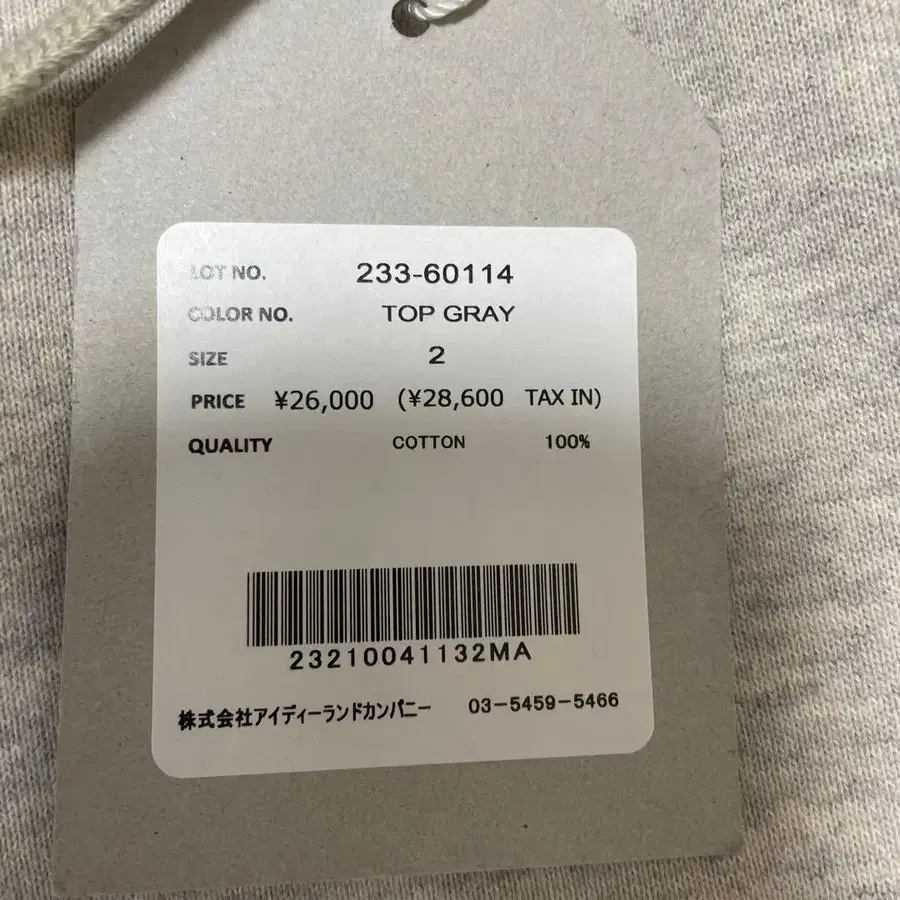 LOT NO. 233-60114
COLOR NO. TOP GRAY
SIZE 2
PRICE ¥26,000 (¥28,600 TAX IN)
QUALITY COTTON 100%
23210041132MA
株式会社アイディーランドカンパニー 03-5459-5466